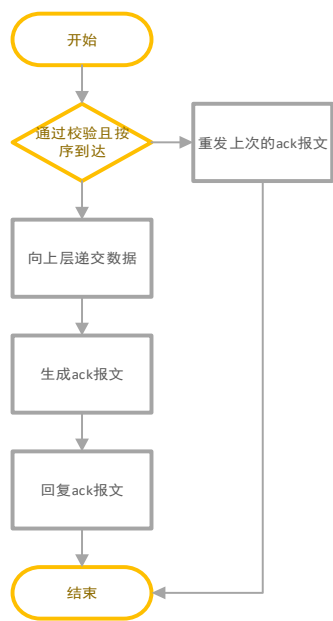 开始
通过校验且按
序到达
重发上次的ack报文
向上层递交数据
生成ack报文
回复ack报文
结束